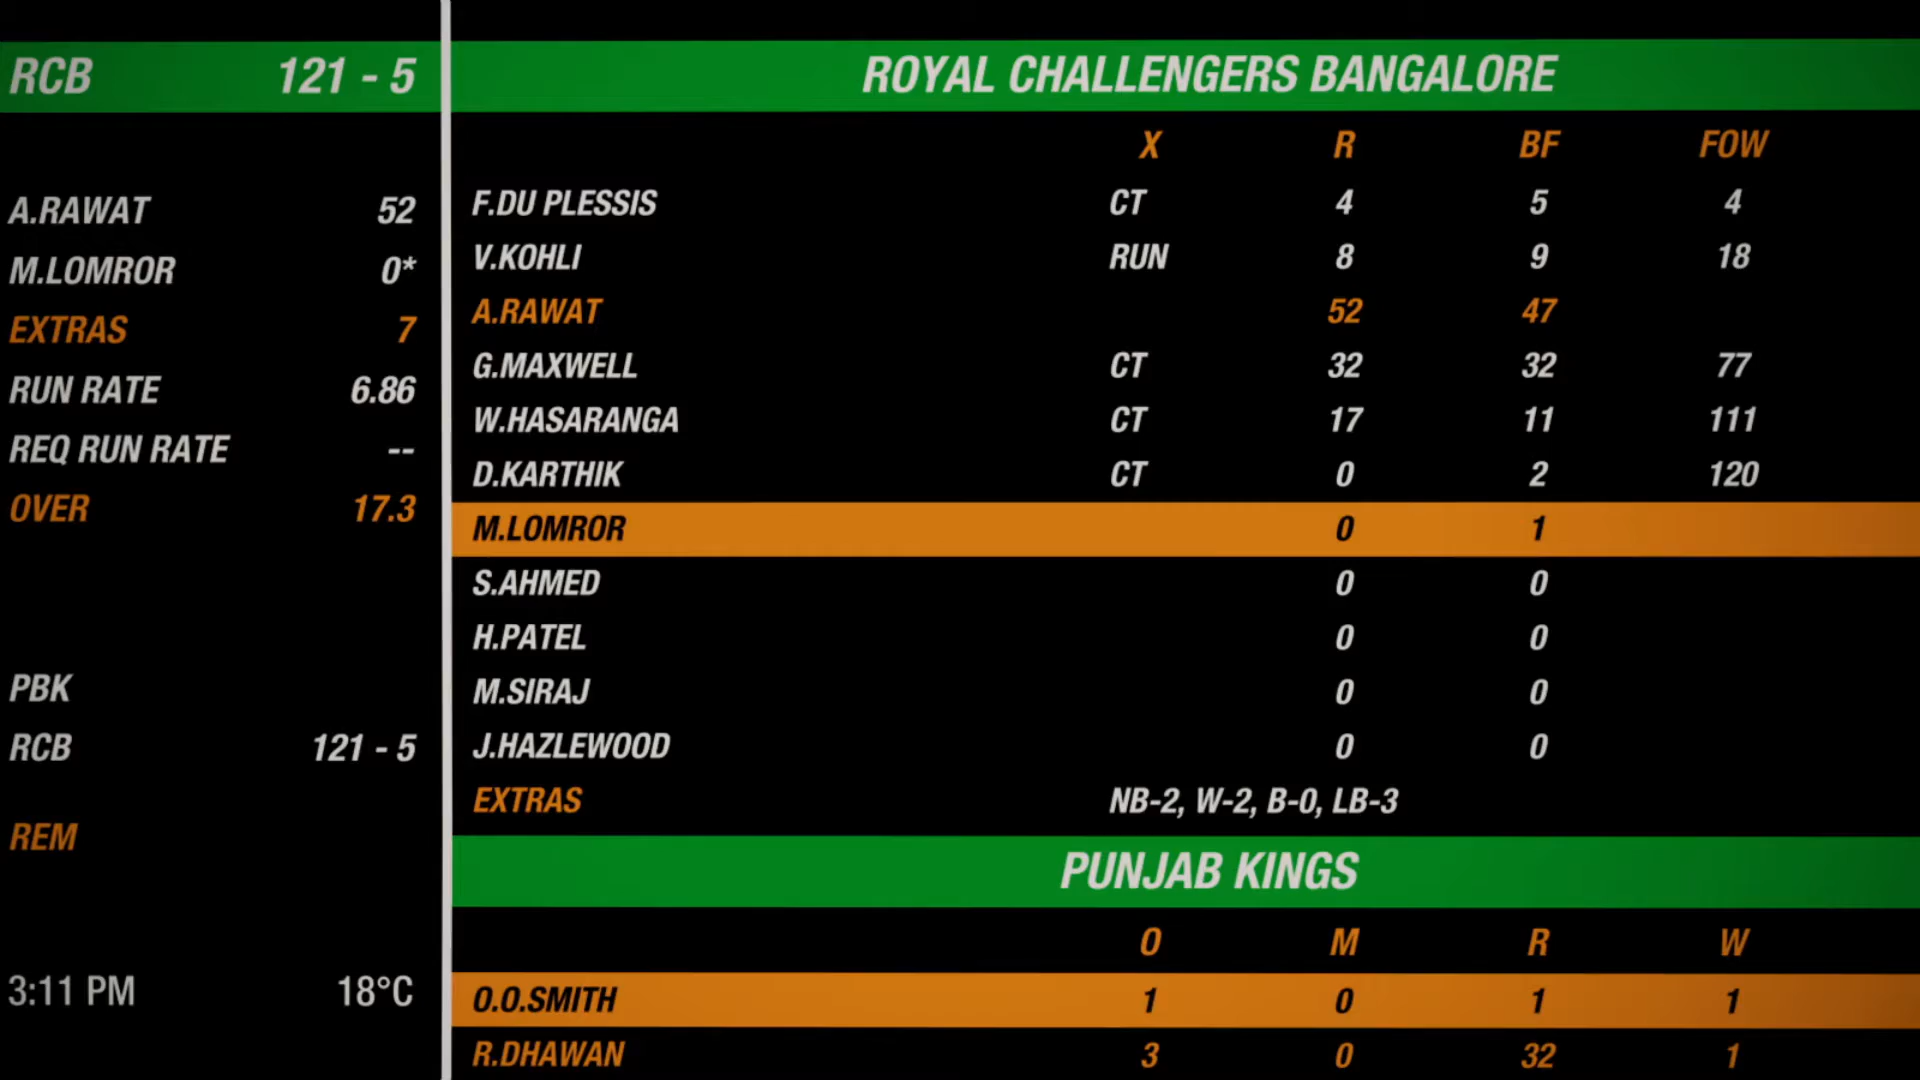 RCB 121 - 5
A.RAWAT 52
M.LOMROR 0*
EXTRAS 7
RUN RATE 6.86
REQ RUN RATE --
OVER 17.3
PBK
RCB 121 - 5
REM
3:11 PM 18°C
ROYAL CHALLENGERS BANGALORE
X R BF FOW
F.DU PLESSIS CT 4 5 4
V.KOHLI RUN 8 9 18
A.RAWAT 52 47
G.MAXWELL CT 32 32 77
W.HASARANGA CT 17 11 111
D.KARTHIK CT 0 2 120
M.LOMROR 0 1
S.AHMED 0 0
H.PATEL 0 0
M.SIRAJ 0 0
J.HAZLEWOOD 0 0
EXTRAS NB-2, W-2, B-0, LB-3
PUNJAB KINGS
O M R W
O.O.SMITH 1 0 1 1
R.DHAWAN 3 0 32 1